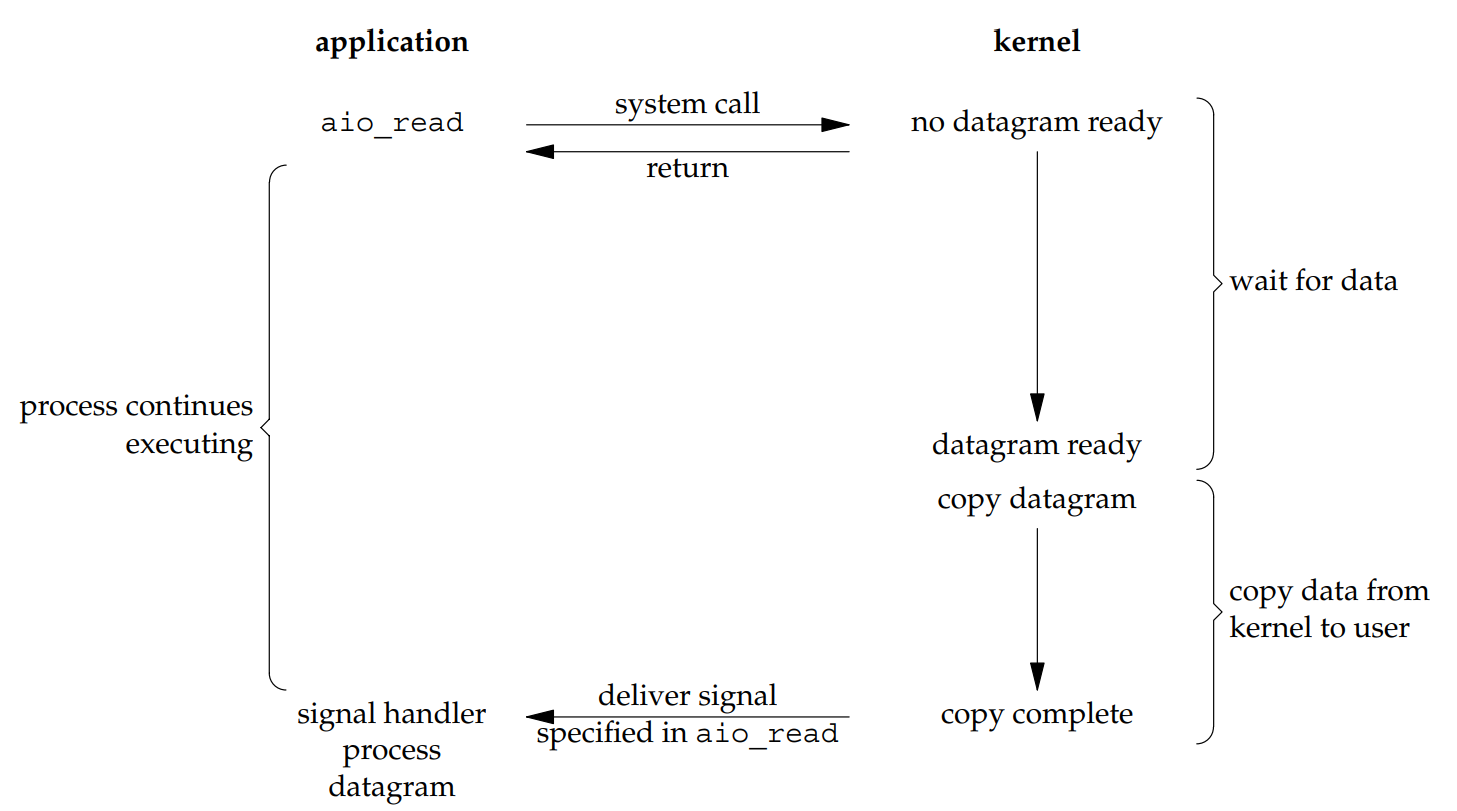 application
kernel
aio_read
system call
no datagram ready
return
wait for data
process continues
executing
datagram ready
copy datagram
copy data from
kernel to user
deliver signal
signal handler
copy complete
specified in aio_read
process
datagram